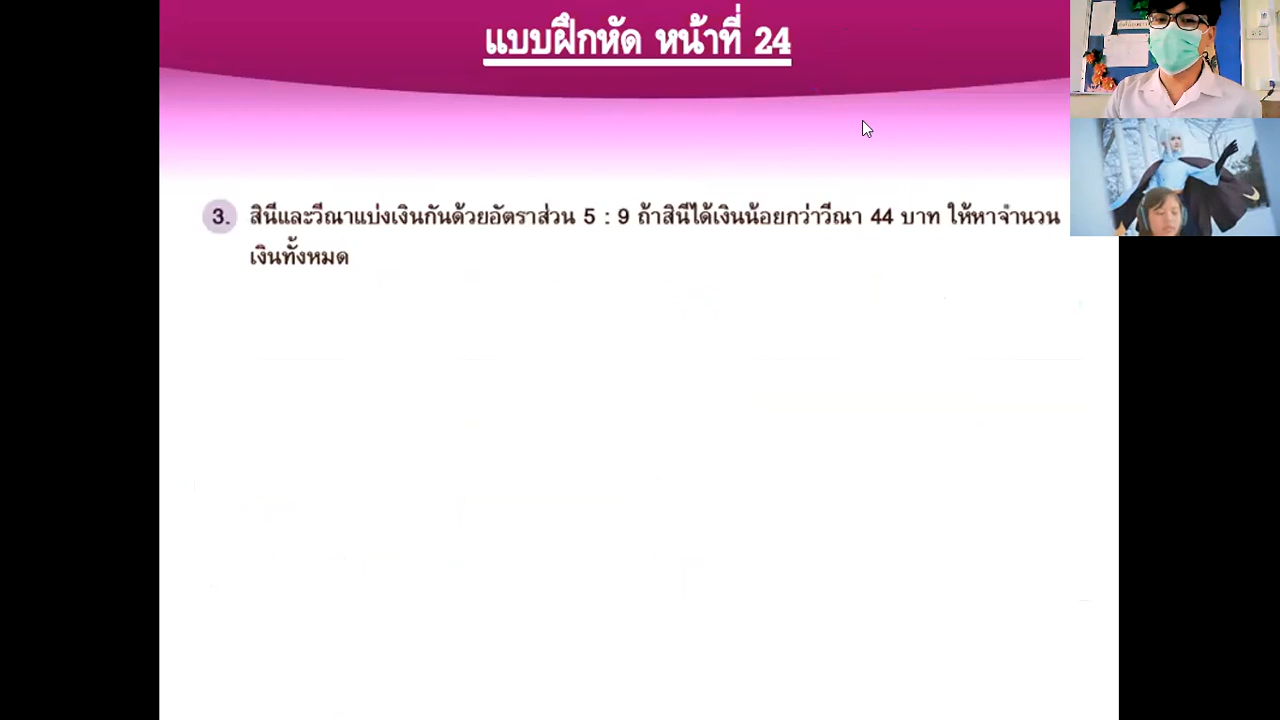 แบบฝึกหัด หน้าที่ 24
3. สินีและวีณาแบ่งเงินกันด้วยอัตราส่วน 5 : 9 ถ้าสินีได้เงินน้อยกว่าวีณา 44 บาท ให้หาจำนวน
เงินทั้งหมด